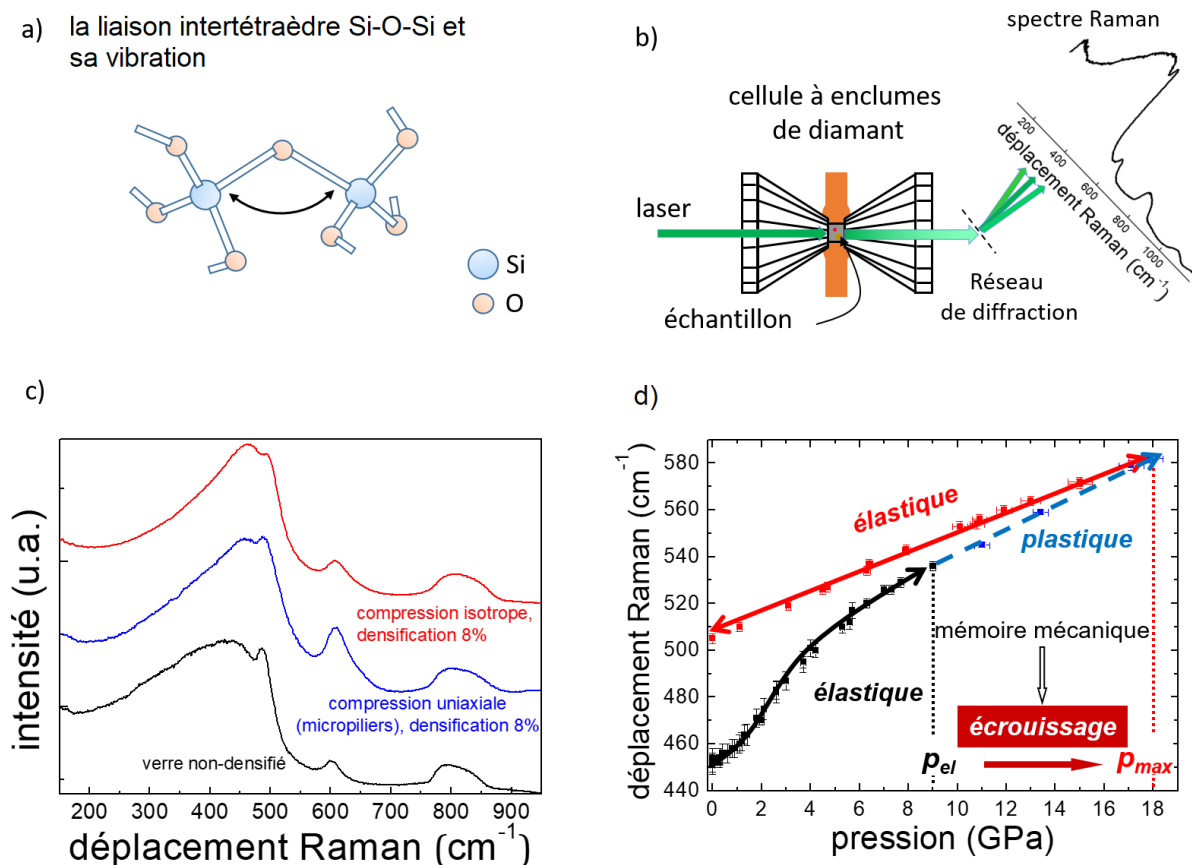 a)
la liaison intertétraèdre Si-O-Si et
sa vibration
Si
O
b)
spectre Raman
cellule à enclumes
de diamant
laser
échantillon
Réseau
de diffraction
200
400
600
800
1000
déplacement Raman (cm⁻¹)
c)
intensité (u.a.)
compression isotrope,
densification 8%
compression uniaxiale
(micropiliers), densification 8%
verre non-densifié
200 300 400 500 600 700 800 900
déplacement Raman (cm⁻¹)
d)
déplacement Raman (cm⁻¹)
580
560
540
520
500
480
460
440
élastique
plastique
mémoire mécanique
élastique
écrouissage
p_el
p_max
0 2 4 6 8 10 12 14 16 18
pression (GPa)